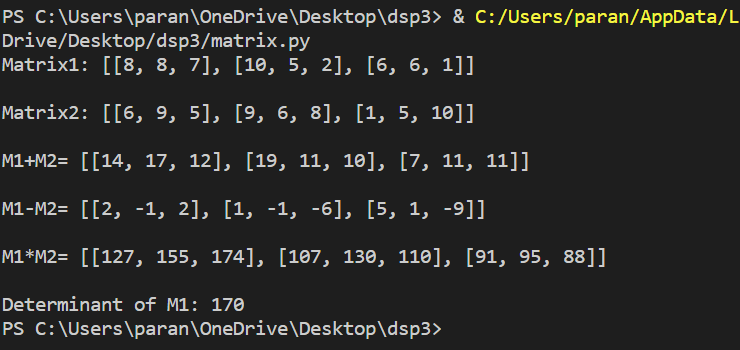 PS C:\Users\paran\OneDrive\Desktop\dsp3> & C:/Users/paran/AppData/L
Drive/Desktop/dsp3/matrix.py
Matrix1: [[8, 8, 7], [10, 5, 2], [6, 6, 1]]
Matrix2: [[6, 9, 5], [9, 6, 8], [1, 5, 10]]
M1+M2= [[14, 17, 12], [19, 11, 10], [7, 11, 11]]
M1-M2= [[2, -1, 2], [1, -1, -6], [5, 1, -9]]
M1*M2= [[127, 155, 174], [107, 130, 110], [91, 95, 88]]
Determinant of M1: 170
PS C:\Users\paran\OneDrive\Desktop\dsp3>